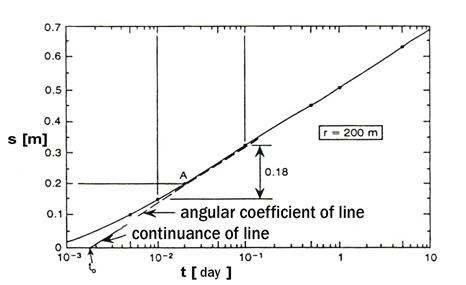 0.7
0.6
0.5
0.4
0.3
0.2
0.1
0
s [m]
r = 200 m
A
0.18
angular coefficient of line
continuance of line
10⁻³
t₀
10⁻²
10⁻¹
1
10
t [ day ]